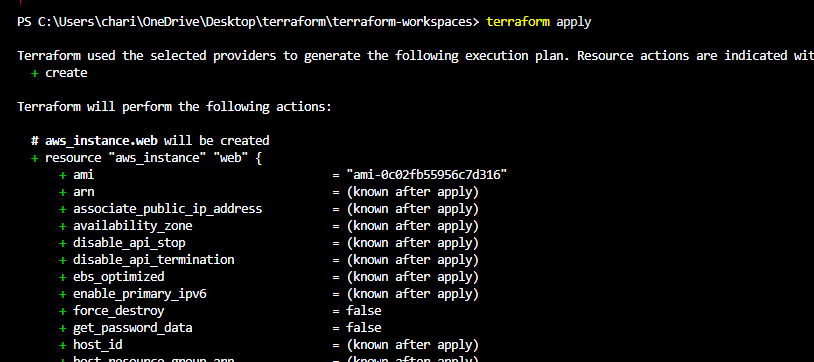 PS C:\Users\chari\OneDrive\Desktop\terraform\terraform-workspaces> terraform apply
Terraform used the selected providers to generate the following execution plan. Resource actions are indicated wit
+ create
Terraform will perform the following actions:
# aws_instance.web will be created
+ resource "aws_instance" "web" {
+ ami = "ami-0c02fb55956c7d316"
+ arn = (known after apply)
+ associate_public_ip_address = (known after apply)
+ availability_zone = (known after apply)
+ disable_api_stop = (known after apply)
+ disable_api_termination = (known after apply)
+ ebs_optimized = (known after apply)
+ enable_primary_ipv6 = (known after apply)
+ force_destroy = false
+ get_password_data = false
+ host_id = (known after apply)
+ host_resource_group_arn = (known after apply)